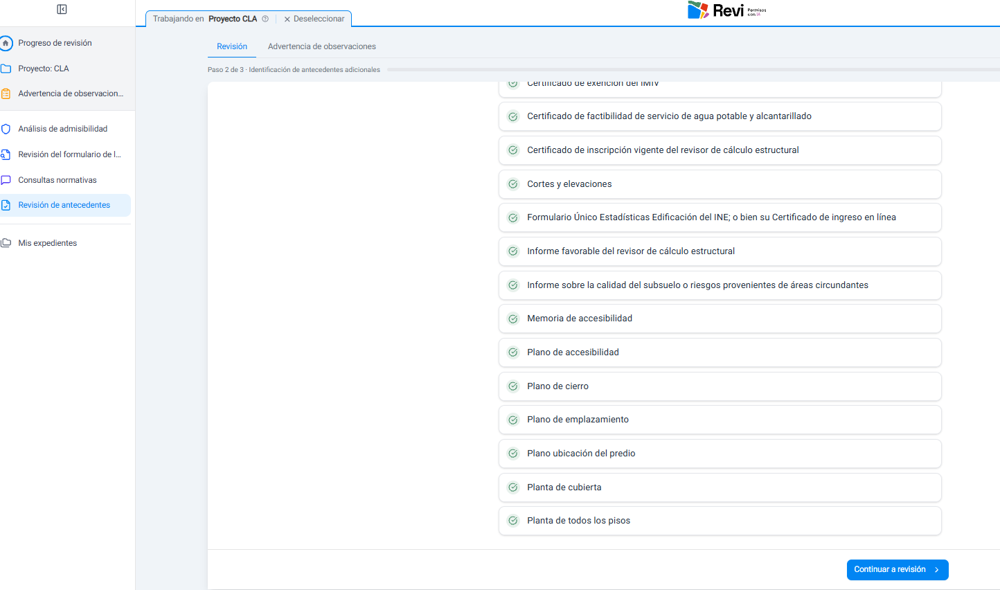 Trabajando en Proyecto CLA
Deseleccionar
Revi Permisos con IA
Progreso de revisión
Proyecto: CLA
Advertencia de observacion...
Análisis de admisibilidad
Revisión del formulario de l...
Consultas normativas
Revisión de antecedentes
Mis expedientes
Revisión
Advertencia de observaciones
Paso 2 de 3 · Identificación de antecedentes adicionales
Certificado de exención del IMIV
Certificado de factibilidad de servicio de agua potable y alcantarillado
Certificado de inscripción vigente del revisor de cálculo estructural
Cortes y elevaciones
Formulario Único Estadísticas Edificación del INE; o bien su Certificado de ingreso en línea
Informe favorable del revisor de cálculo estructural
Informe sobre la calidad del subsuelo o riesgos provenientes de áreas circundantes
Memoria de accesibilidad
Plano de accesibilidad
Plano de cierro
Plano de emplazamiento
Plano ubicación del predio
Planta de cubierta
Planta de todos los pisos
Continuar a revisión